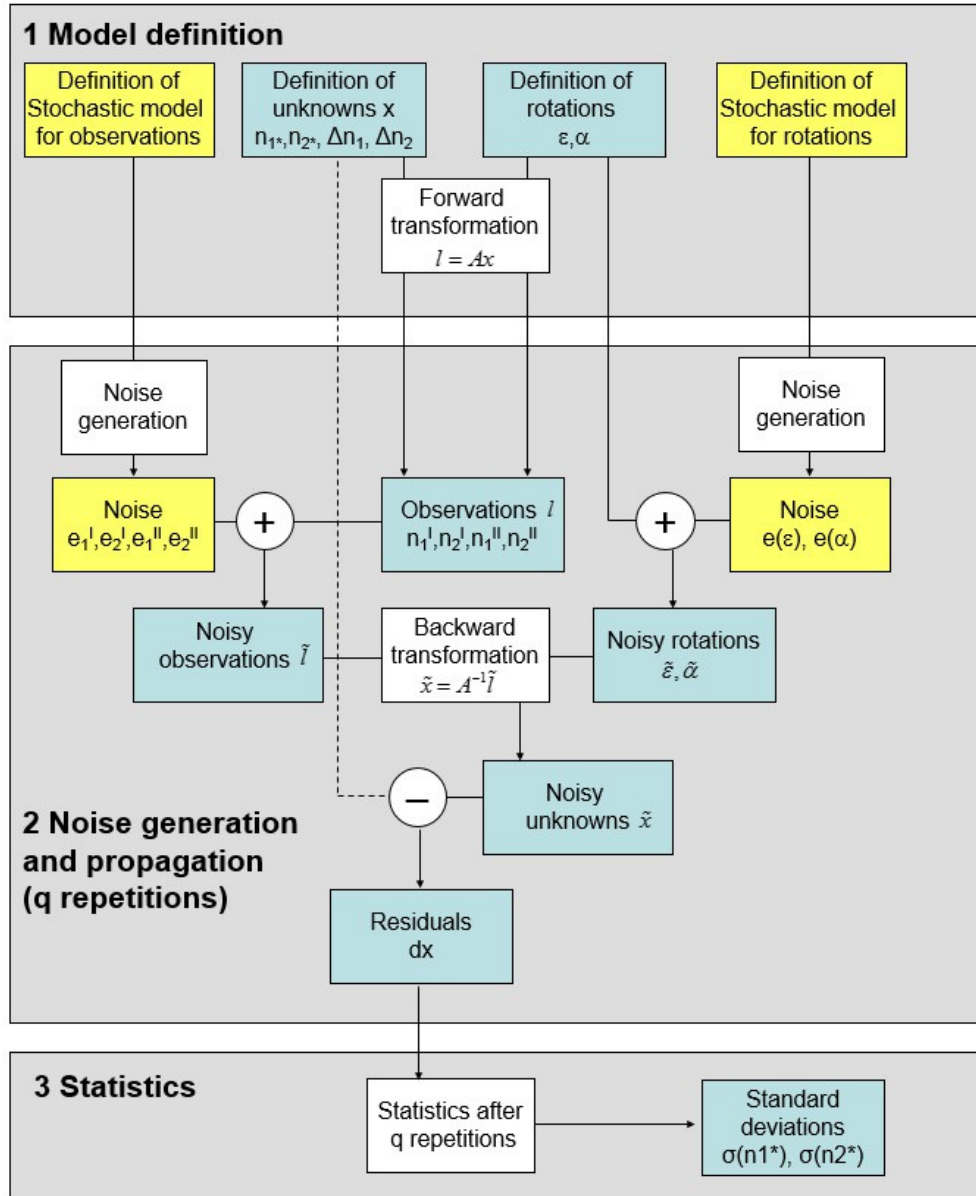 1 Model definition
Definition of
Stochastic model
for observations
Definition of
unknowns x
n₁*,n₂*, Δn₁, Δn₂
Definition of
rotations
ε,α
Definition of
Stochastic model
for rotations
Forward
transformation
l = Ax
Noise
generation
Noise
generation
Noise
e₁ᴵ,e₂ᴵ,e₁ᴵᴵ,e₂ᴵᴵ
+
Observations l
n₁ᴵ,n₂ᴵ,n₁ᴵᴵ,n₂ᴵᴵ
+
Noise
e(ε), e(α)
Noisy
observations l̃
Backward
transformation
x̃ = A⁻¹l̃
Noisy rotations
ε̃, α̃
−
Noisy
unknowns x̃
2 Noise generation
and propagation
(q repetitions)
Residuals
dx
3 Statistics
Statistics after
q repetitions
Standard
deviations
σ(n1*), σ(n2*)